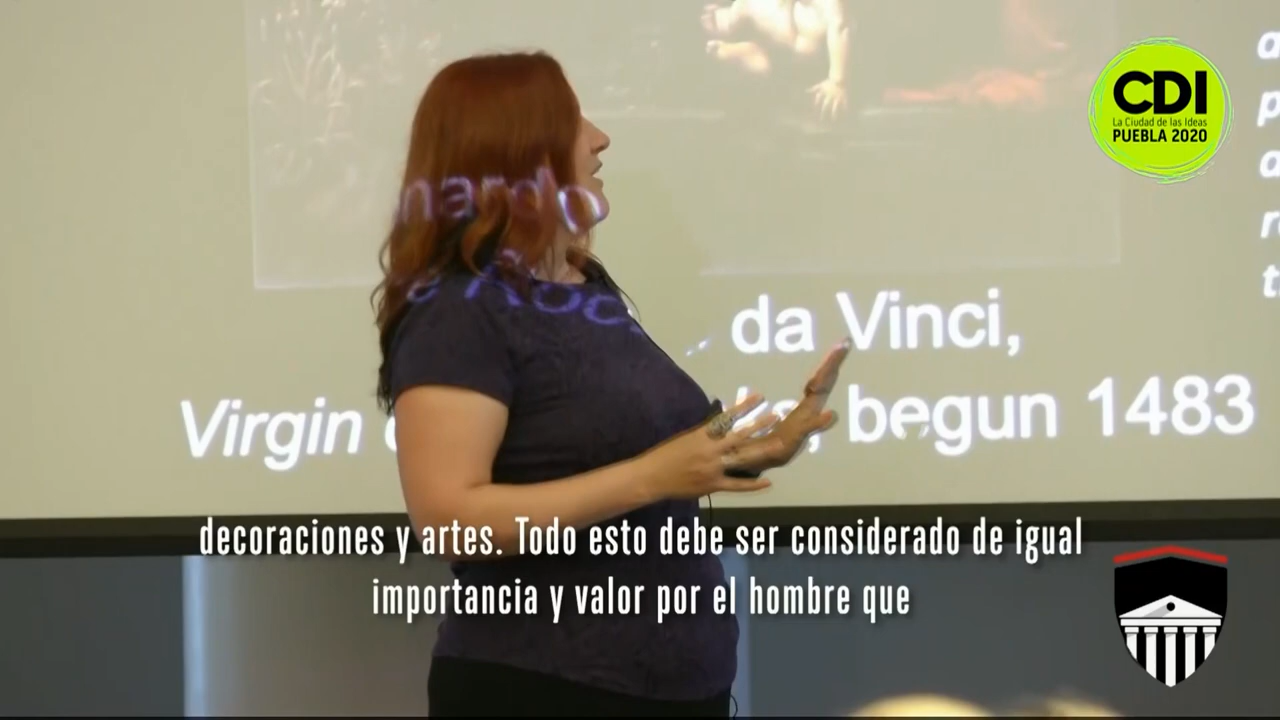 CDI
La Ciudad de las Ideas
PUEBLA 2020
nardo
da Vinci,
Virgin
begun 1483
decoraciones y artes. Todo esto debe ser considerado de igual
importancia y valor por el hombre que